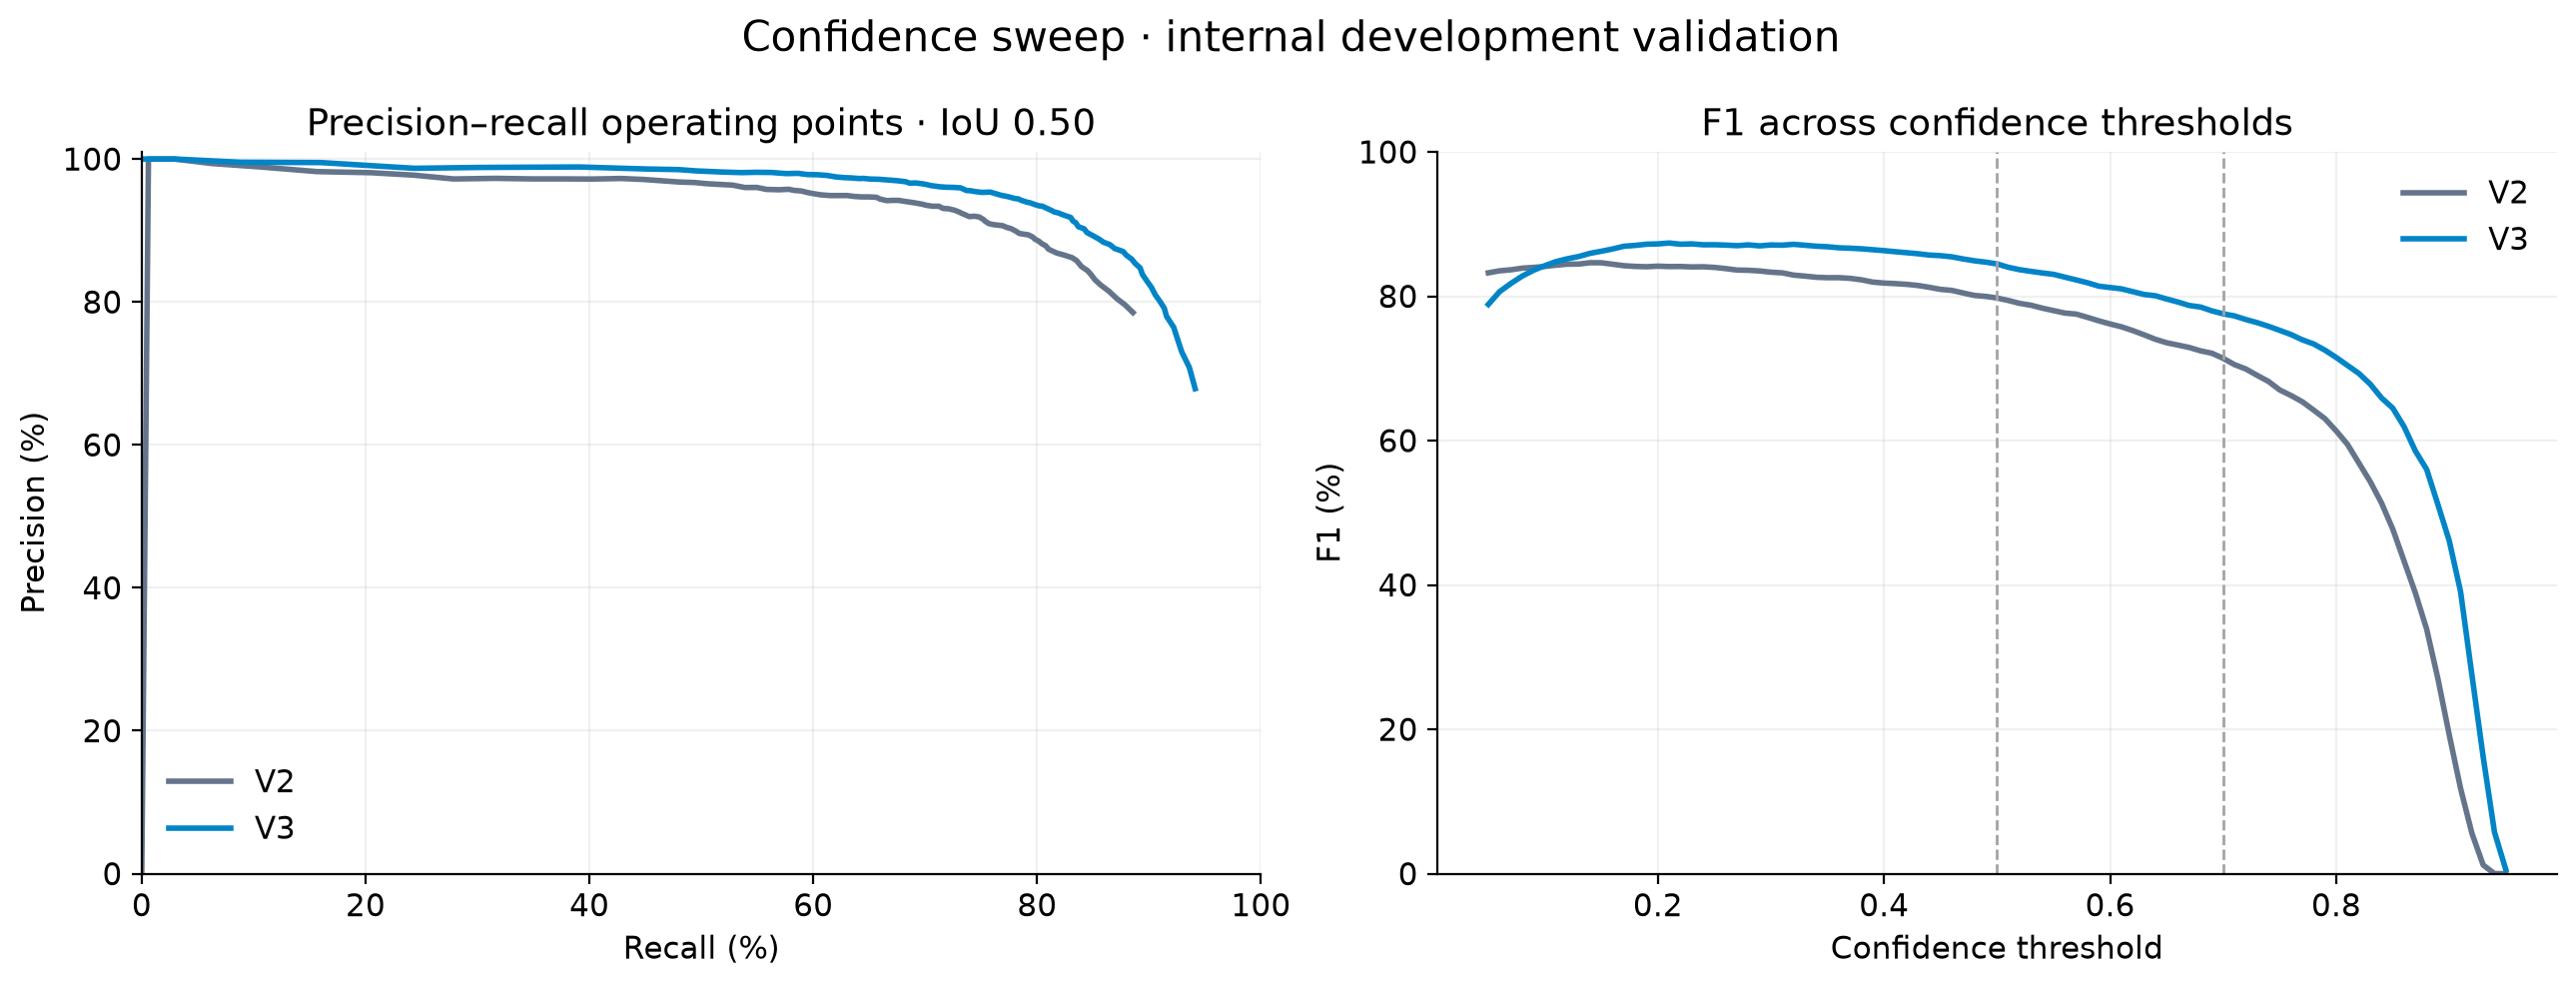 Confidence sweep · internal development validation
Precision–recall operating points · IoU 0.50
100
80
60
40
20
0
Precision (%)
V2
V3
0 20 40 60 80 100
Recall (%)
F1 across confidence thresholds
100
80
60
40
20
0
F1 (%)
V2
V3
0.2 0.4 0.6 0.8
Confidence threshold